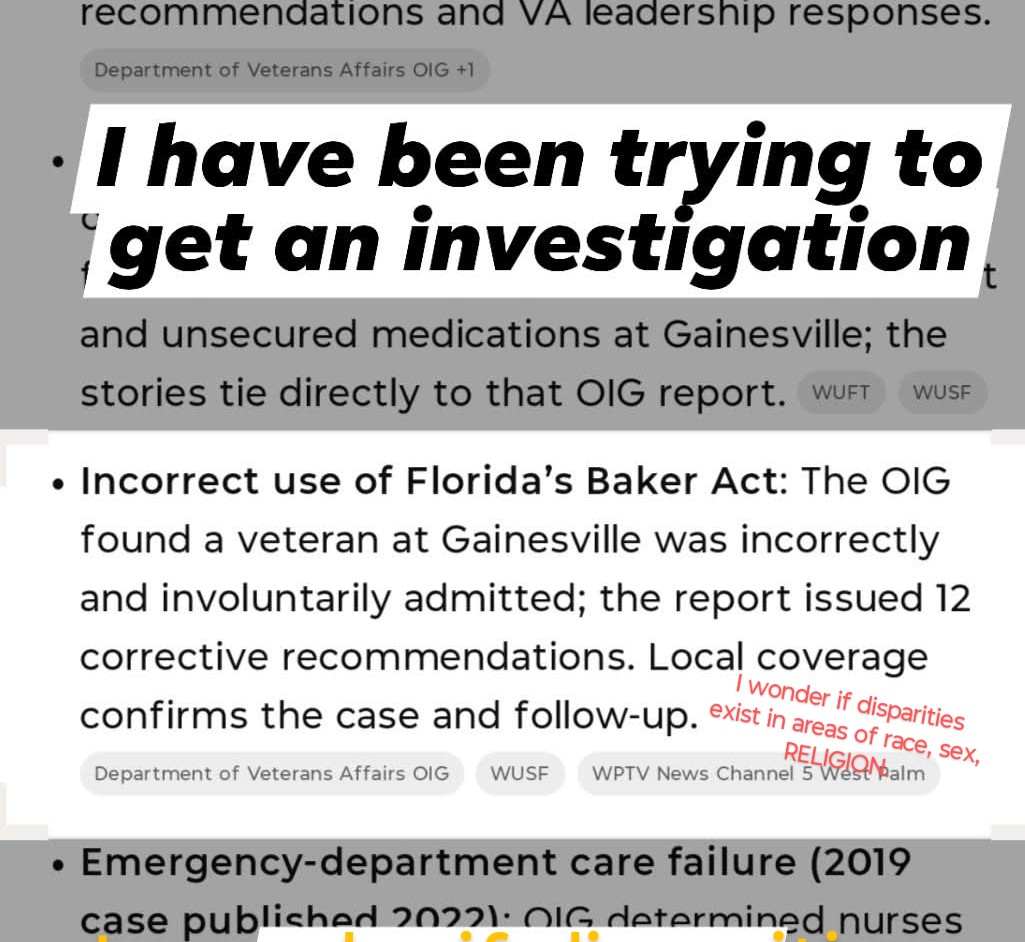 recommendations and VA leadership responses.
Department of Veterans Affairs OIG +1
• I have been trying to
get an investigation
and unsecured medications at Gainesville; the
stories tie directly to that OIG report. WUFT WUSF
• Incorrect use of Florida's Baker Act: The OIG
found a veteran at Gainesville was incorrectly
and involuntarily admitted; the report issued 12
corrective recommendations. Local coverage
confirms the case and follow-up.
I wonder if disparities
exist in areas of race, sex,
RELIGION
Department of Veterans Affairs OIG WUSF WPTV News Channel 5 West Palm
• Emergency-department care failure (2019
case published 2022): OIG determined nurses